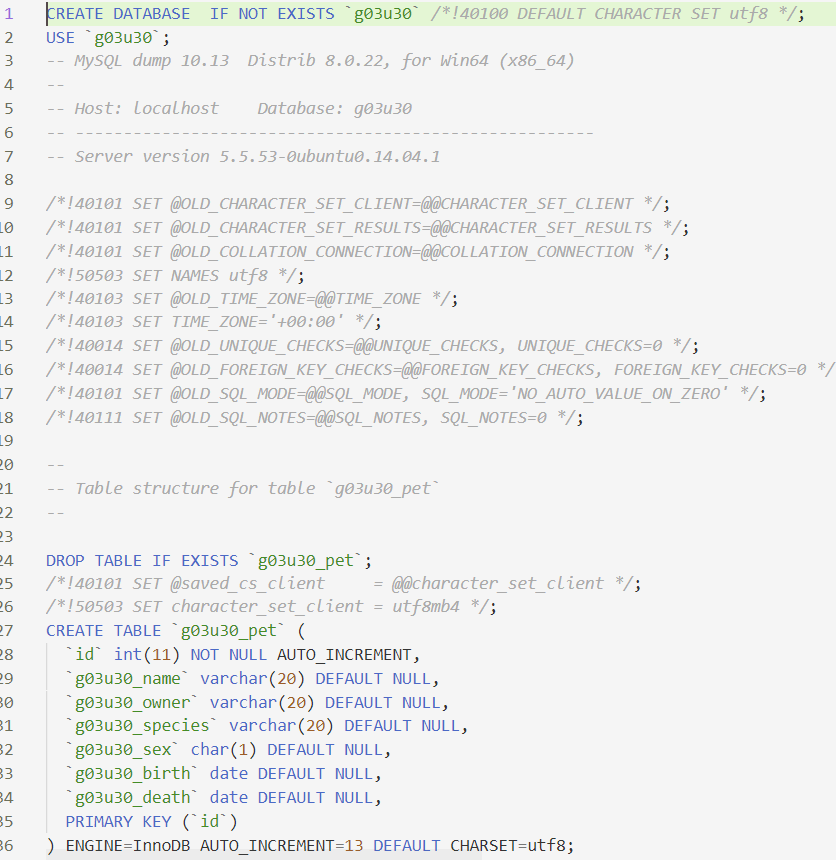 1 CREATE DATABASE  IF NOT EXISTS `g03u30` /*!40100 DEFAULT CHARACTER SET utf8 */;
2 USE `g03u30`;
3 -- MySQL dump 10.13  Distrib 8.0.22, for Win64 (x86_64)
4 --
5 -- Host: localhost    Database: g03u30
6 -- ------------------------------------------------------
7 -- Server version 5.5.53-0ubuntu0.14.04.1
8
9 /*!40101 SET @OLD_CHARACTER_SET_CLIENT=@@CHARACTER_SET_CLIENT */;
10 /*!40101 SET @OLD_CHARACTER_SET_RESULTS=@@CHARACTER_SET_RESULTS */;
11 /*!40101 SET @OLD_COLLATION_CONNECTION=@@COLLATION_CONNECTION */;
12 /*!50503 SET NAMES utf8 */;
13 /*!40103 SET @OLD_TIME_ZONE=@@TIME_ZONE */;
14 /*!40103 SET TIME_ZONE='+00:00' */;
15 /*!40014 SET @OLD_UNIQUE_CHECKS=@@UNIQUE_CHECKS, UNIQUE_CHECKS=0 */;
16 /*!40014 SET @OLD_FOREIGN_KEY_CHECKS=@@FOREIGN_KEY_CHECKS, FOREIGN_KEY_CHECKS=0 */
17 /*!40101 SET @OLD_SQL_MODE=@@SQL_MODE, SQL_MODE='NO_AUTO_VALUE_ON_ZERO' */;
18 /*!40111 SET @OLD_SQL_NOTES=@@SQL_NOTES, SQL_NOTES=0 */;
19
20 --
21 -- Table structure for table `g03u30_pet`
22 --
23
24 DROP TABLE IF EXISTS `g03u30_pet`;
25 /*!40101 SET @saved_cs_client     = @@character_set_client */;
26 /*!50503 SET character_set_client = utf8mb4 */;
27 CREATE TABLE `g03u30_pet` (
28   `id` int(11) NOT NULL AUTO_INCREMENT,
29   `g03u30_name` varchar(20) DEFAULT NULL,
30   `g03u30_owner` varchar(20) DEFAULT NULL,
31   `g03u30_species` varchar(20) DEFAULT NULL,
32   `g03u30_sex` char(1) DEFAULT NULL,
33   `g03u30_birth` date DEFAULT NULL,
34   `g03u30_death` date DEFAULT NULL,
35   PRIMARY KEY (`id`)
36 ) ENGINE=InnoDB AUTO_INCREMENT=13 DEFAULT CHARSET=utf8;